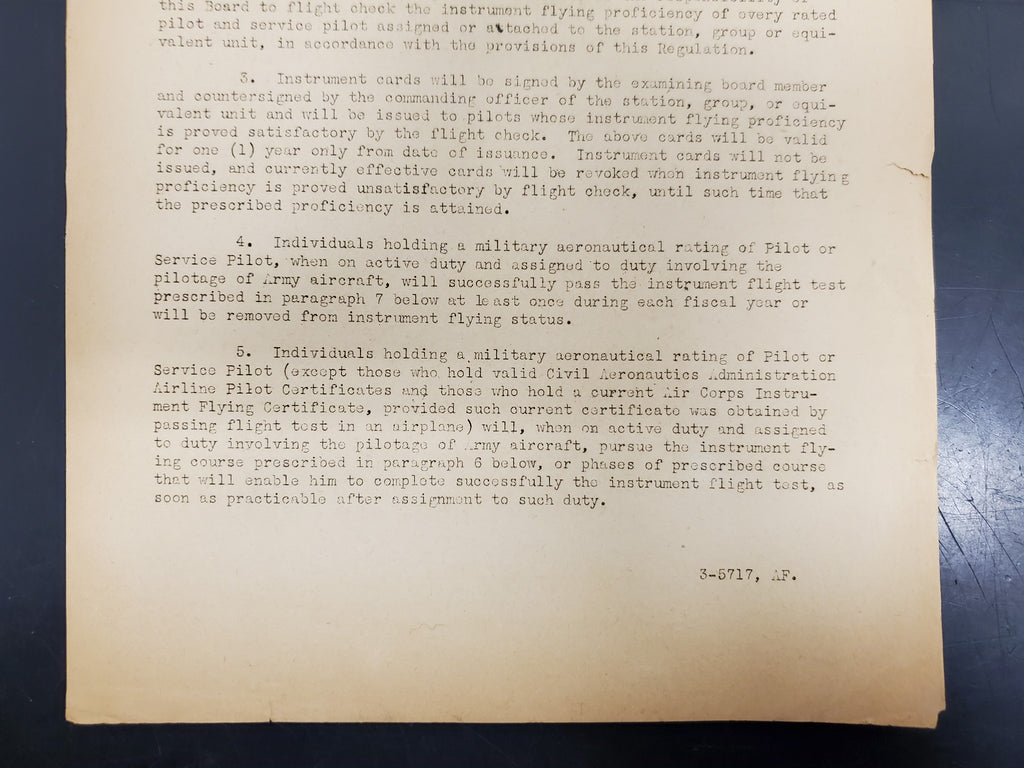 this Board to flight check the instrument flying proficiency of every rated
pilot and service pilot assigned or attached to the station, group or equi-
valent unit, in accordance with the provisions of this Regulation.
3. Instrument cards will be signed by the examining board member
and countersigned by the commanding officer of the station, group, or equi-
valent unit and will be issued to pilots whose instrument flying proficiency
is proved satisfactory by the flight check. The above cards will be valid
for one (1) year only from date of issuance. Instrument cards will not be
issued, and currently effective cards will be revoked when instrument flying
proficiency is proved unsatisfactory by flight check, until such time that
the prescribed proficiency is attained.
4. Individuals holding a military aeronautical rating of Pilot or
Service Pilot, when on active duty and assigned to duty involving the
pilotage of Army aircraft, will successfully pass the instrument flight test
prescribed in paragraph 7 below at least once during each fiscal year or
will be removed from instrument flying status.
5. Individuals holding a military aeronautical rating of Pilot or
Service Pilot (except those who hold valid Civil Aeronautics Administration
Airline Pilot Certificates and those who hold a current Air Corps Instru-
ment Flying Certificate, provided such current certificate was obtained by
passing flight test in an airplane) will, when on active duty and assigned
to duty involving the pilotage of Army aircraft, pursue the instrument fly-
ing course prescribed in paragraph 6 below, or phases of prescribed course
that will enable him to complete successfully the instrument flight test, as
soon as practicable after assignment to such duty.
3-5717, AF.